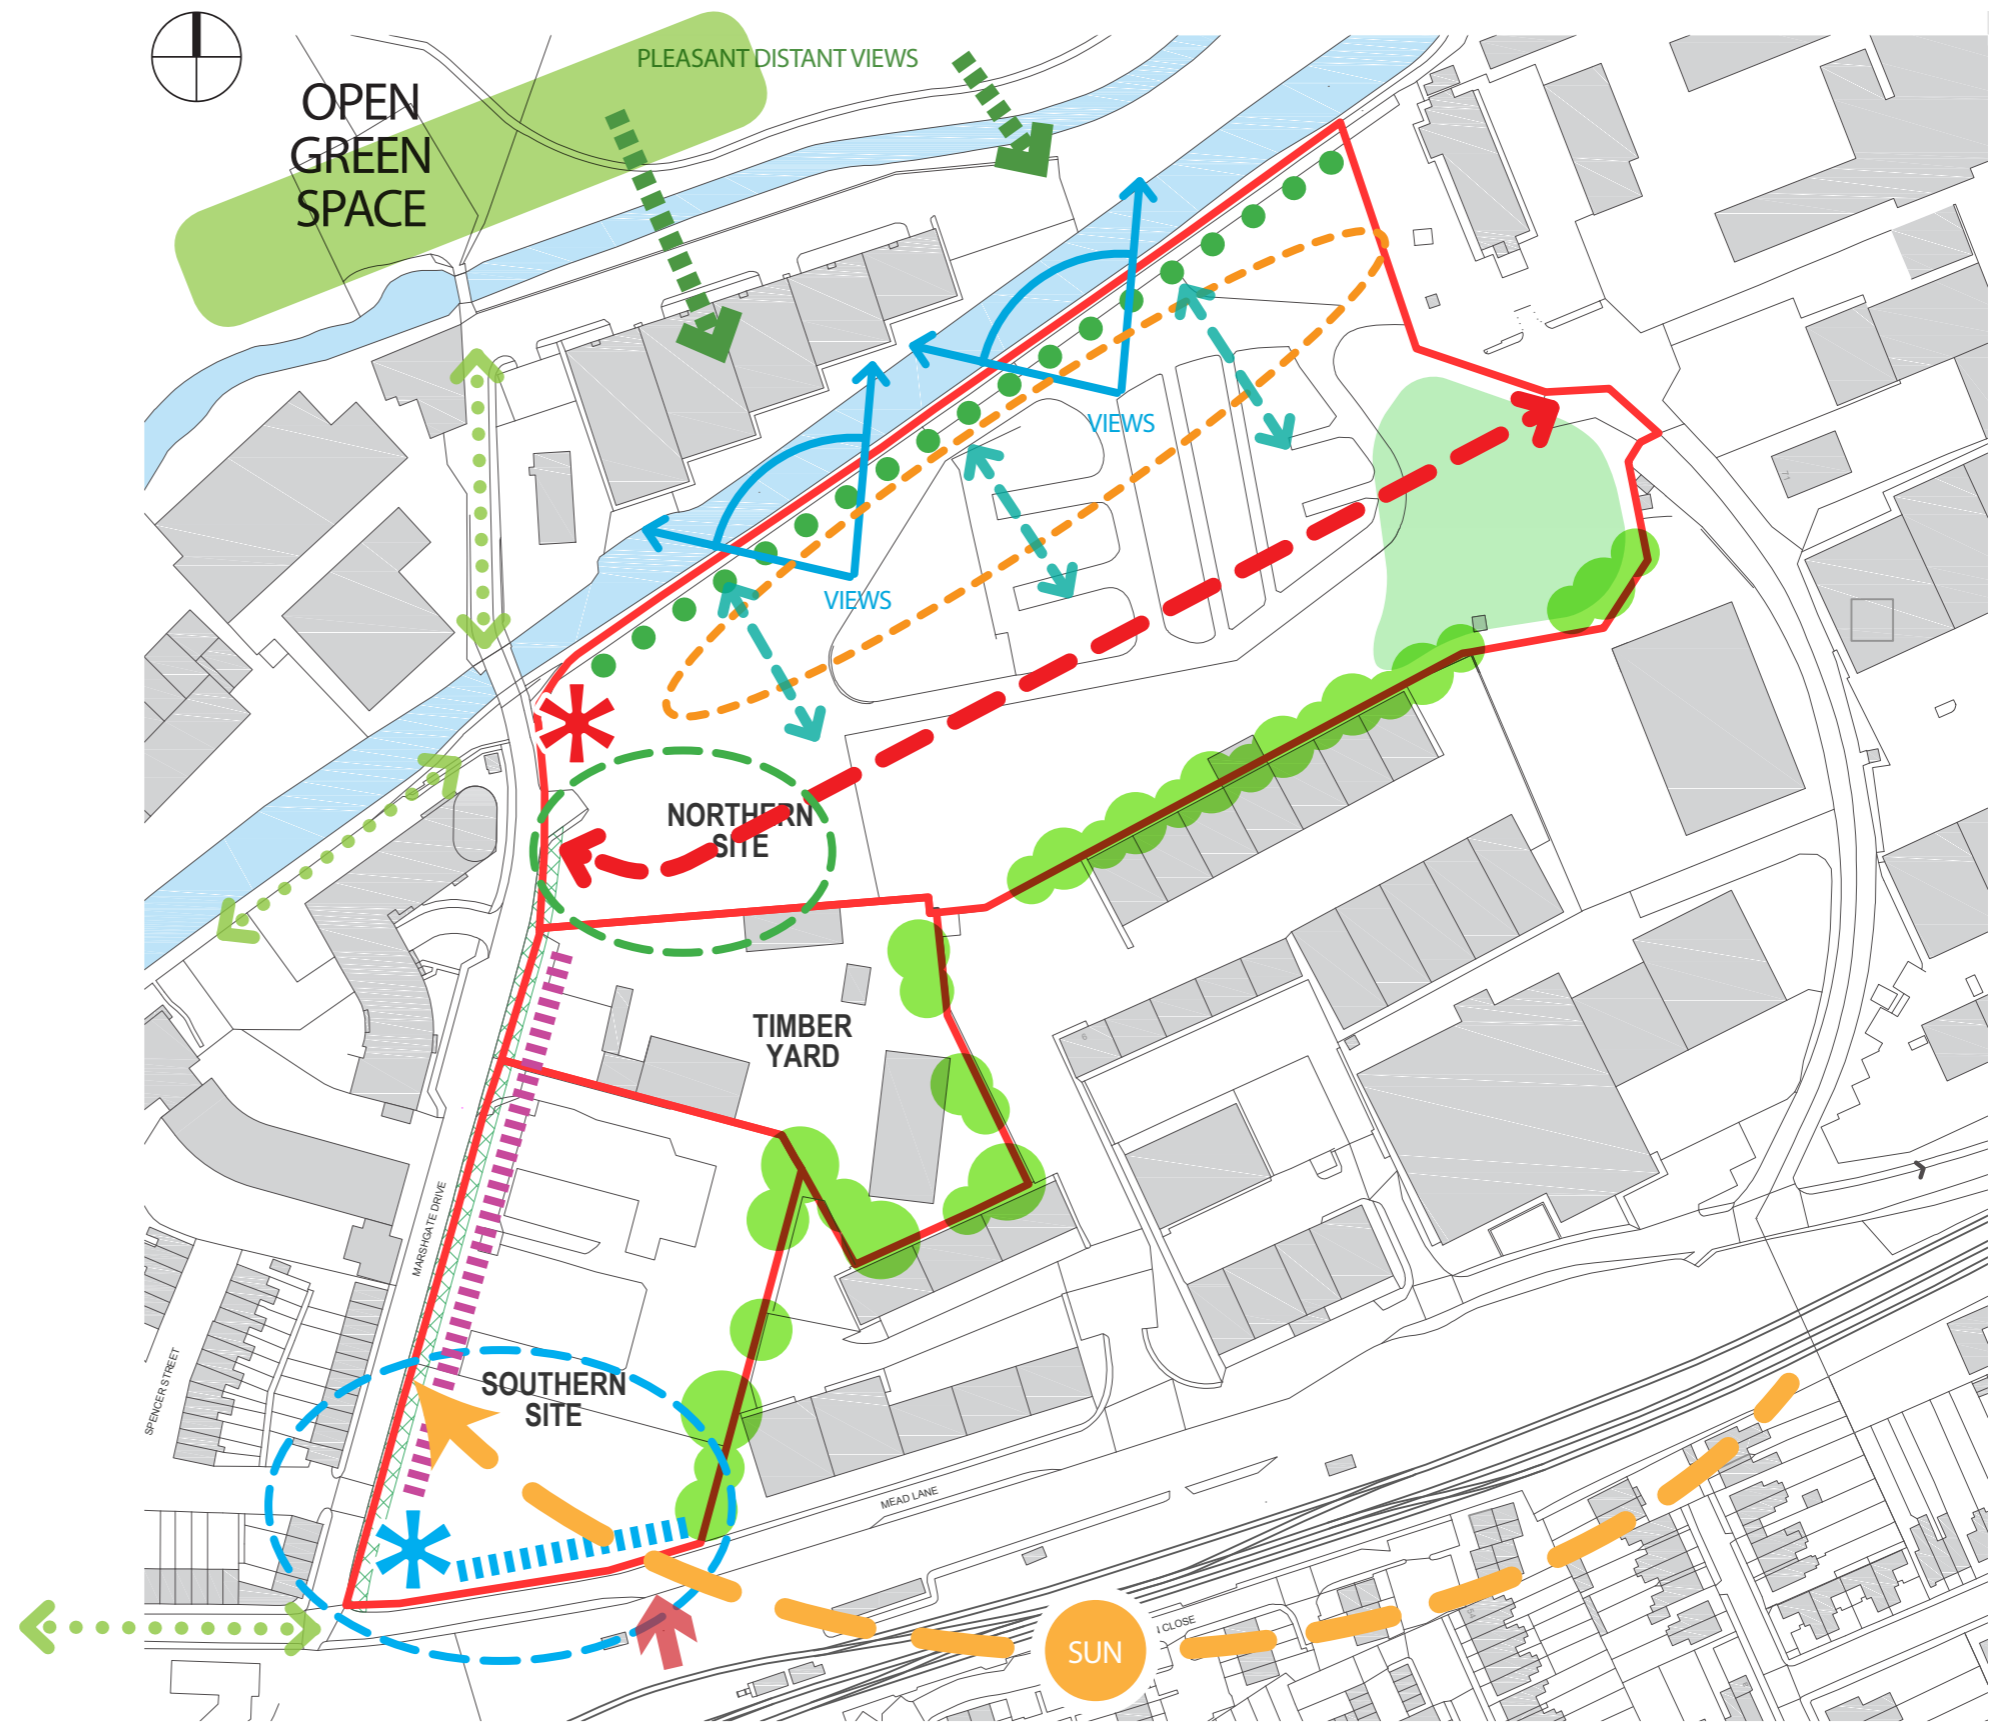 PLEASANT DISTANT VIEWS
OPEN
GREEN
SPACE
VIEWS
VIEWS
NORTHERN
SITE
TIMBER
YARD
MARSHGATE DRIVE
SPENCER STREET
SOUTHERN
SITE
MEAD LANE
SUN
N CLOSE